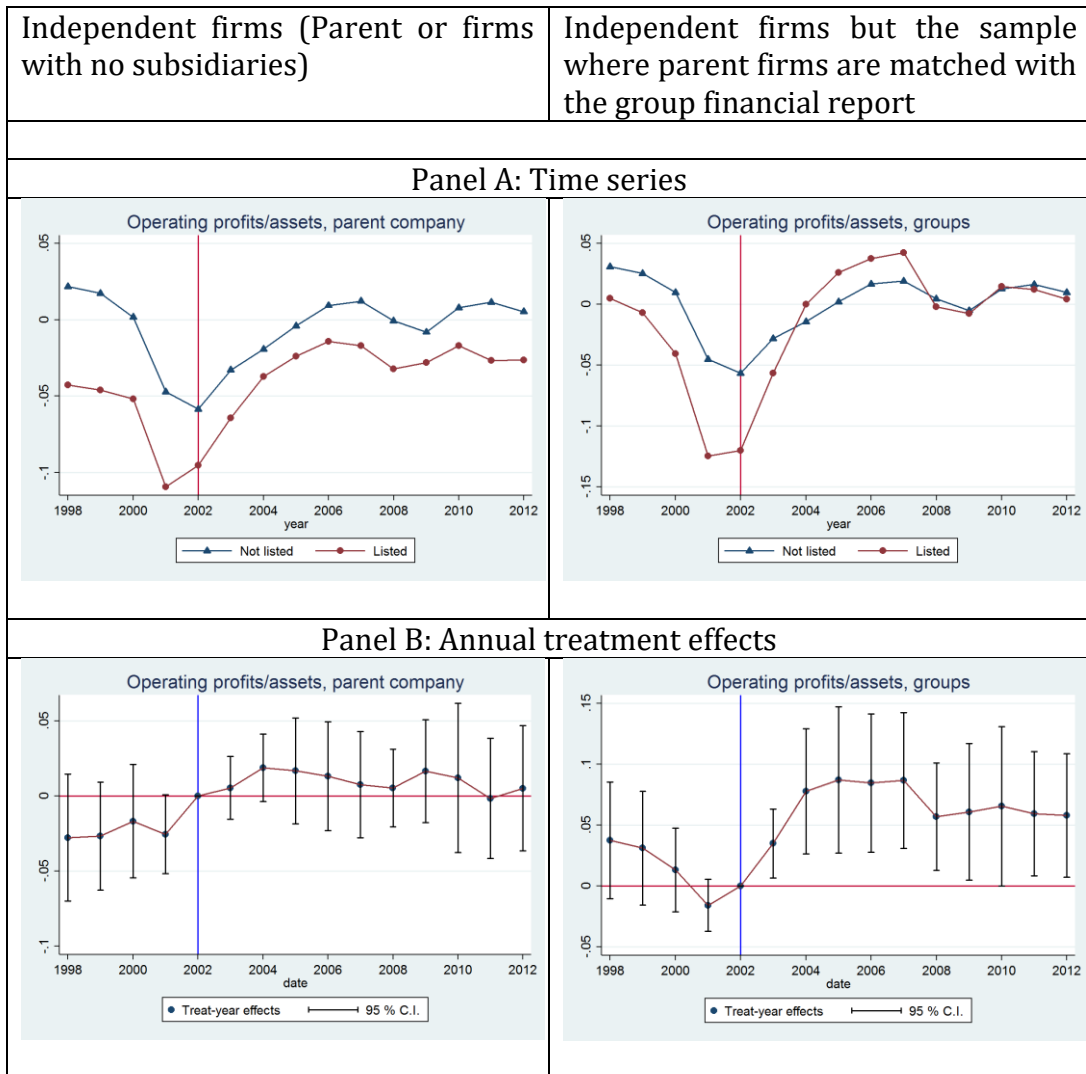 Independent firms (Parent or firms
with no subsidiaries)
Independent firms but the sample
where parent firms are matched with
the group financial report
Panel A: Time series
Operating profits/assets, parent company
.05
0
-.05
-.1
1998 2000 2002 2004 2006 2008 2010 2012
year
Not listed Listed
Operating profits/assets, groups
.05
0
-.05
-.1
-.15
1998 2000 2002 2004 2006 2008 2010 2012
year
Not listed Listed
Panel B: Annual treatment effects
Operating profits/assets, parent company
.05
0
-.05
-.1
1998 2000 2002 2004 2006 2008 2010 2012
date
Treat-year effects 95 % C.I.
Operating profits/assets, groups
.15
.1
.05
0
-.05
1998 2000 2002 2004 2006 2008 2010 2012
date
Treat-year effects 95 % C.I.